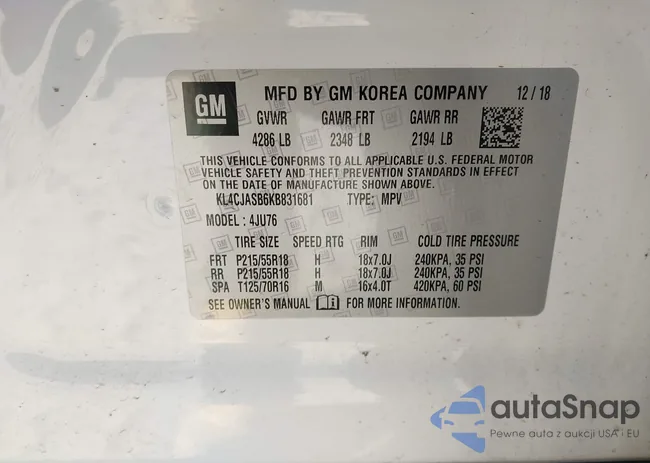 GM
MFD BY GM KOREA COMPANY 12/18
GVWR GAWR FRT GAWR RR
4286 LB 2348 LB 2194 LB
THIS VEHICLE CONFORMS TO ALL APPLICABLE U.S. FEDERAL MOTOR
VEHICLE SAFETY AND THEFT PREVENTION STANDARDS IN EFFECT
ON THE DATE OF MANUFACTURE SHOWN ABOVE.
KL4CJASB6KB831681 TYPE: MPV
MODEL: 4JU76
TIRE SIZE SPEED RTG RIM COLD TIRE PRESSURE
FRT P215/55R18 H 18x7.0J 240KPA, 35 PSI
RR P215/55R18 H 18x7.0J 240KPA, 35 PSI
SPA T125/70R16 M 16x4.0T 420KPA, 60 PSI
SEE OWNER'S MANUAL FOR MORE INFORMATION.
autaSnap
Pewne auta z aukcji USA i EU